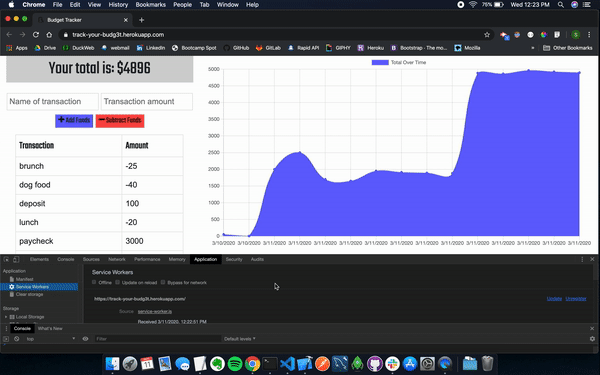 Chrome File Edit View History Bookmarks People Tab Window Help
75% Wed 12:23 PM
Budget Tracker
track-your-budg3t.herokuapp.com
Apps Drive DuckWeb webmail LinkedIn Bootcamp Spot GitHub GitLab Rapid API GIPHY Heroku Bootstrap · The mo... Mozilla Other Bookmarks
Your total is: $4896
Name of transaction Transaction amount
Add Funds Subtract Funds
Transaction Amount
brunch -25
dog food -40
deposit 100
lunch -20
paycheck 3000
Total Over Time
5000
4500
4000
3500
3000
2500
2000
1500
1000
500
0
3/10/2020 3/10/2020 3/11/2020 3/11/2020 3/11/2020 3/11/2020 3/11/2020 3/11/2020 3/11/2020 3/11/2020 3/11/2020 3/11/2020 3/11/2020 3/11/2020 3/11/2020
Elements Console Sources Network Performance Memory Application Security Audits
Application
Manifest
Service Workers
Clear storage
Storage
Local Storage
Service Workers
Offline Update on reload Bypass for network
https://track-your-budg3t.herokuapp.com/ Update Unregister
Source service-worker.js
Received 3/11/2020, 12:22:51 PM
Console What's New
top Filter Default levels